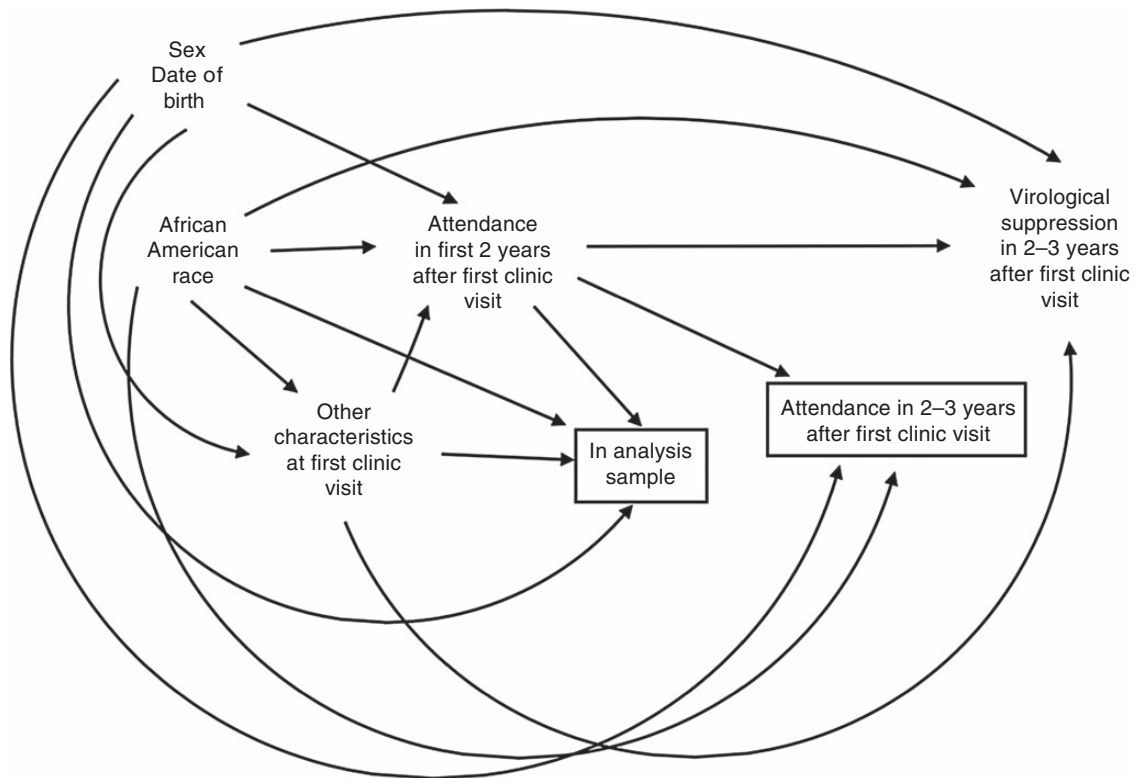 Sex
Date of
birth
African
American
race
Attendance
in first 2 years
after first clinic
visit
Virological
suppression
in 2–3 years
after first clinic
visit
Other
characteristics
at first clinic
visit
In analysis
sample
Attendance in 2–3 years
after first clinic visit